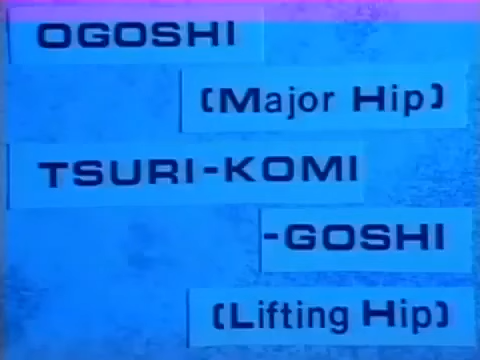 OGOSHI
(Major Hip)
TSURI-KOMI
-GOSHI
(Lifting Hip)